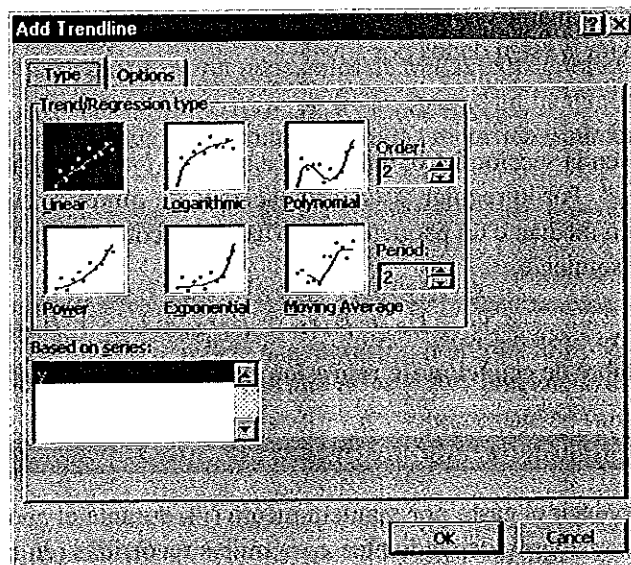 Add Trendline
Type Options
Trend/Regression type
Linear Logarithmic Polynomial Order:
2
Power Exponential Moving Average Period:
2
Based on series:
y
OK Cancel